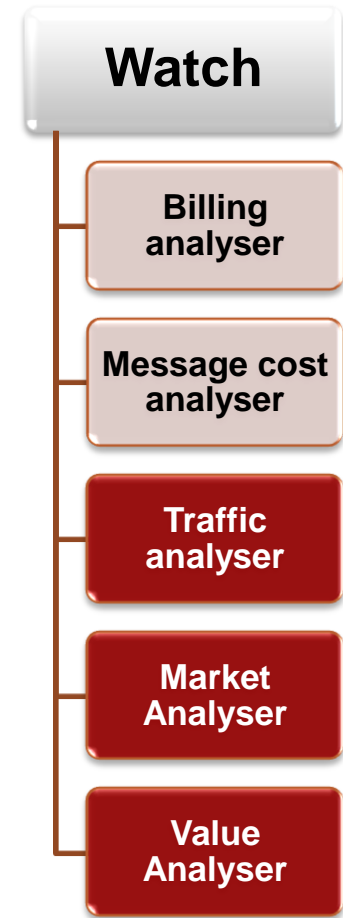 Watch
Billing
analyser
Message cost
analyser
Traffic
analyser
Market
Analyser
Value
Analyser